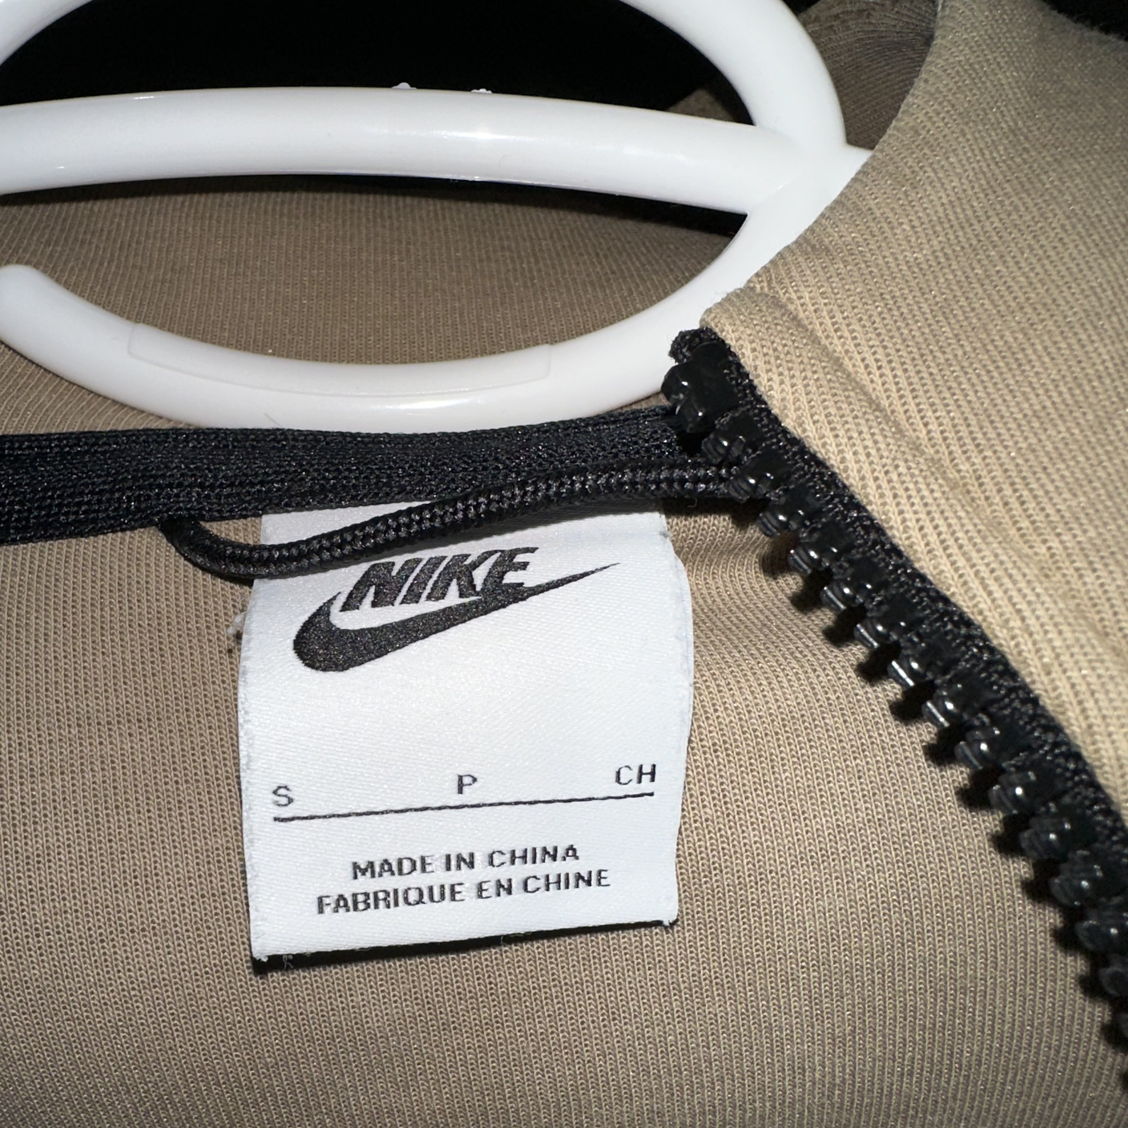 NIKE
S P CH
MADE IN CHINA
FABRIQUE EN CHINE